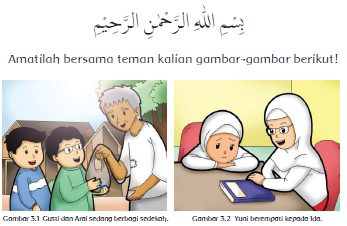 بِسْمِ اللهِ الرَّحْمٰنِ الرَّحِيْمِ
Amatilah bersama teman kalian gambar-gambar berikut!
Gambar 3.1 Gusti dan Arai sedang berbagi sedekah.
Gambar 3.2 Yuni berempati kepada Ida.